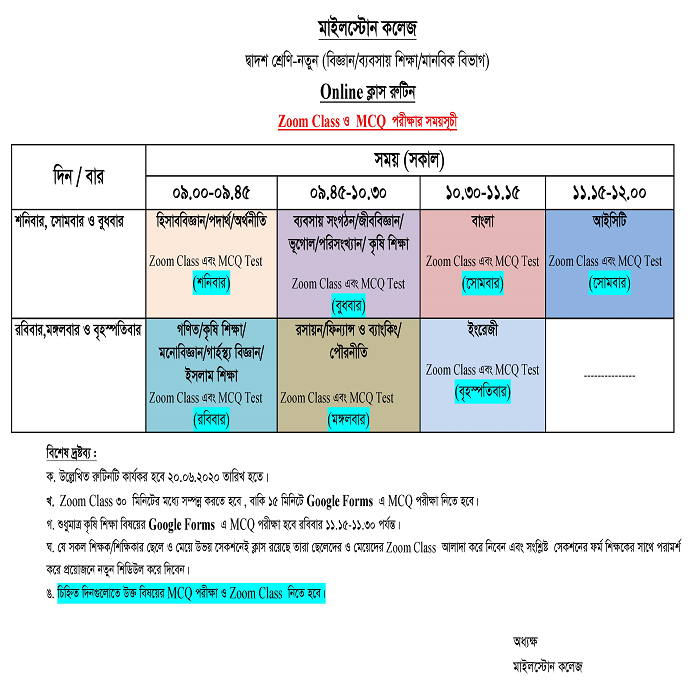 মাইলস্টোন কলেজ
দ্বাদশ শ্রেণি-নতুন (বিজ্ঞান/ব্যবসায় শিক্ষা/মানবিক বিভাগ)
Online ক্লাস রুটিন
Zoom Class ও MCQ পরীক্ষার সময়সূচী
দিন / বার
সময় (সকাল)
০৯.০০-০৯.৪৫
০৯.৪৫-১০.৩০
১০.৩০-১১.১৫
১১.১৫-১২.০০
শনিবার, সোমবার ও বুধবার
হিসাববিজ্ঞান/পদার্থ/অর্থনীতি
Zoom Class এবং MCQ Test
(শনিবার)
ব্যবসায় সংগঠন/জীববিজ্ঞান/
ভূগোল/পরিসংখ্যান/ কৃষি শিক্ষা
Zoom Class এবং MCQ Test
(বুধবার)
বাংলা
Zoom Class এবং MCQ Test
(সোমবার)
আইসিটি
Zoom Class এবং MCQ Test
(সোমবার)
রবিবার,মঙ্গলবার ও বৃহস্পতিবার
গণিত/কৃষি শিক্ষা/
মনোবিজ্ঞান/গার্হস্থ্য বিজ্ঞান/
ইসলাম শিক্ষা
Zoom Class এবং MCQ Test
(রবিবার)
রসায়ন/ফিন্যান্স ও ব্যাংকিং/
পৌরনীতি
Zoom Class এবং MCQ Test
(মঙ্গলবার)
ইংরেজী
Zoom Class এবং MCQ Test
(বৃহস্পতিবার)
---------------
বিশেষ দ্রষ্টব্য :
ক. উল্লেখিত রুটিনটি কার্যকর হবে ২০.০৬.২০২০ তারিখ হতে।
খ. Zoom Class ৩০ মিনিটের মধ্যে সম্পন্ন করতে হবে , বাকি ১৫ মিনিটে Google Forms এ MCQ পরীক্ষা নিতে হবে।
গ. শুধুমাত্র কৃষি শিক্ষা বিষয়ের Google Forms এ MCQ পরীক্ষা হবে রবিবার ১১.১৫-১১.৩০ পর্যন্ত।
ঘ. যে সকল শিক্ষক/শিক্ষিকার ছেলে ও মেয়ে উভয় সেকশনেই ক্লাস রয়েছে তারা ছেলেদের ও মেয়েদের Zoom Class আলাদা করে নিবেন এবং সংশ্লিষ্ট সেকশনের ফর্ম শিক্ষকের সাথে পরামর্শ
করে প্রয়োজনে নতুন শিডিউল করে দিবেন।
ঙ. চিহ্নিত দিনগুলোতে উক্ত বিষয়ের MCQ পরীক্ষা ও Zoom Class নিতে হবে।
অধ্যক্ষ
মাইলস্টোন কলেজ